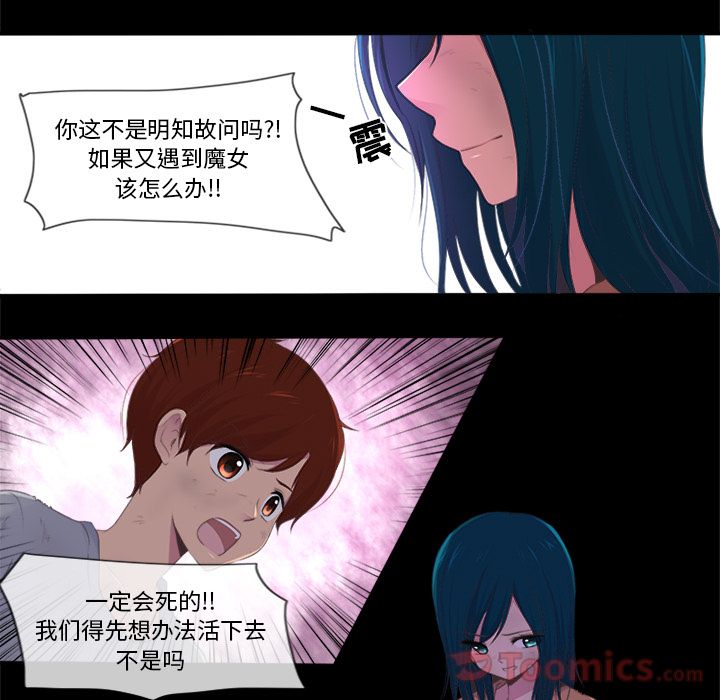 你这不是明知故问吗?!
如果又遇到魔女
该怎么办!!
一定会死的!!
我们得先想办法活下去
不是吗
Toomics.com